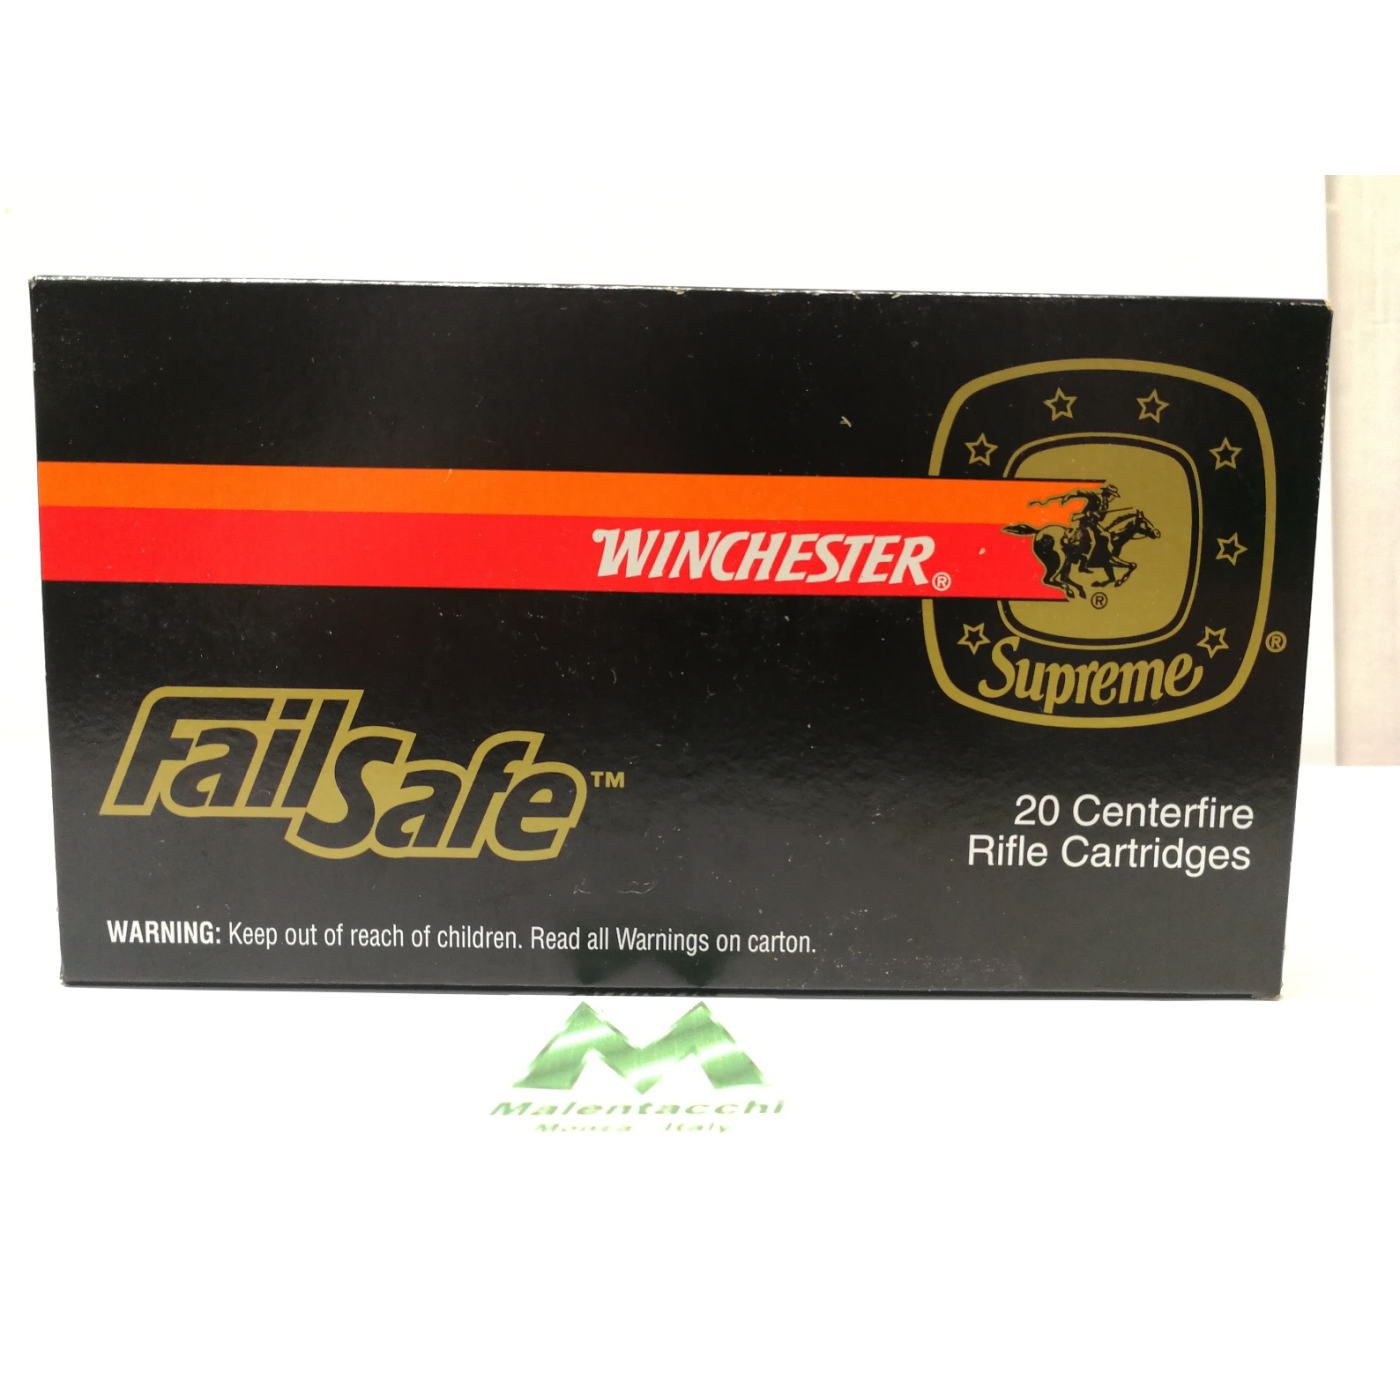 WINCHESTER®
®
Supreme®
FailSafe™
20 Centerfire
Rifle Cartridges
WARNING: Keep out of reach of children. Read all Warnings on carton.
Malentacchi
Monza Italy